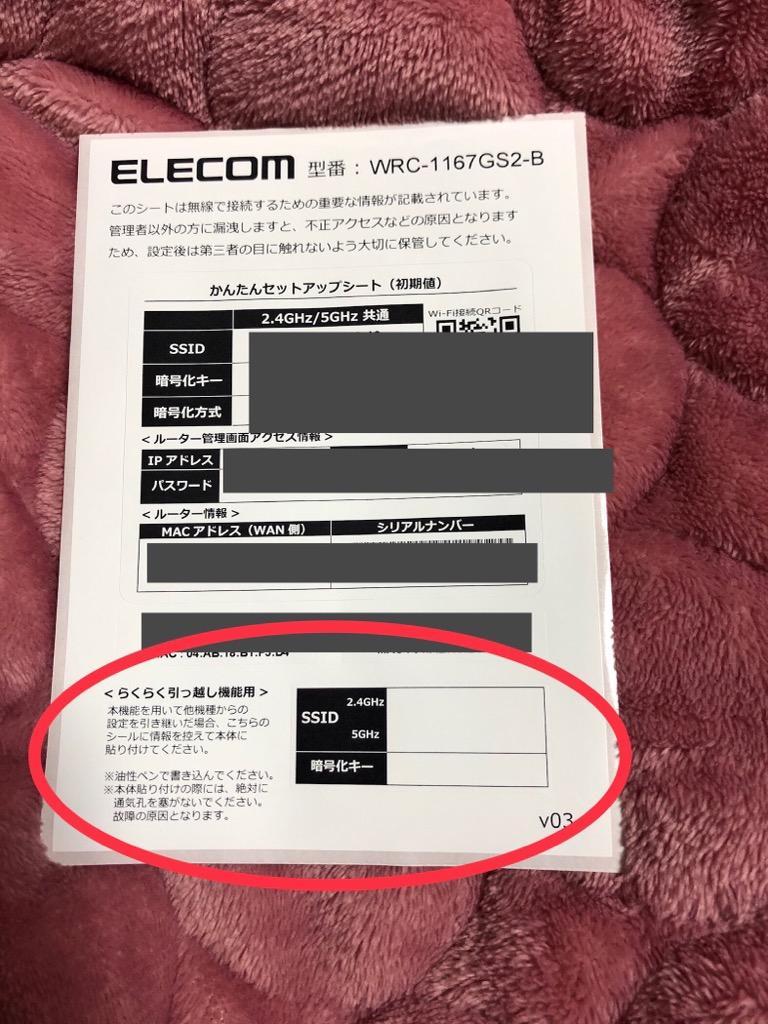 ELECOM 型番：WRC-1167GS2-B
このシートは無線で接続するための重要な情報が記載されています。
管理者以外の方に漏洩しますと、不正アクセスなどの原因となります
ため、設定後は第三者の目に触れないよう大切に保管してください。
かんたんセットアップシート（初期値）
2.4GHz/5GHz 共通
Wi-Fi接続QRコード
SSID
暗号化キー
暗号化方式
< ルーター管理画面アクセス情報 >
IP アドレス
パスワード
< ルーター情報 >
MAC アドレス（WAN 側） シリアルナンバー
< らくらく引っ越し機能用 >
本機能を用いて他機種からの
設定を引き継いだ場合、こちらの
シールに情報を控えて本体に
貼り付けてください。
※油性ペンで書き込んでください。
※本体貼り付けの際には、絶対に
通気孔を塞がないでください。
故障の原因となります。
SSID 2.4GHz
5GHz
暗号化キー
v03